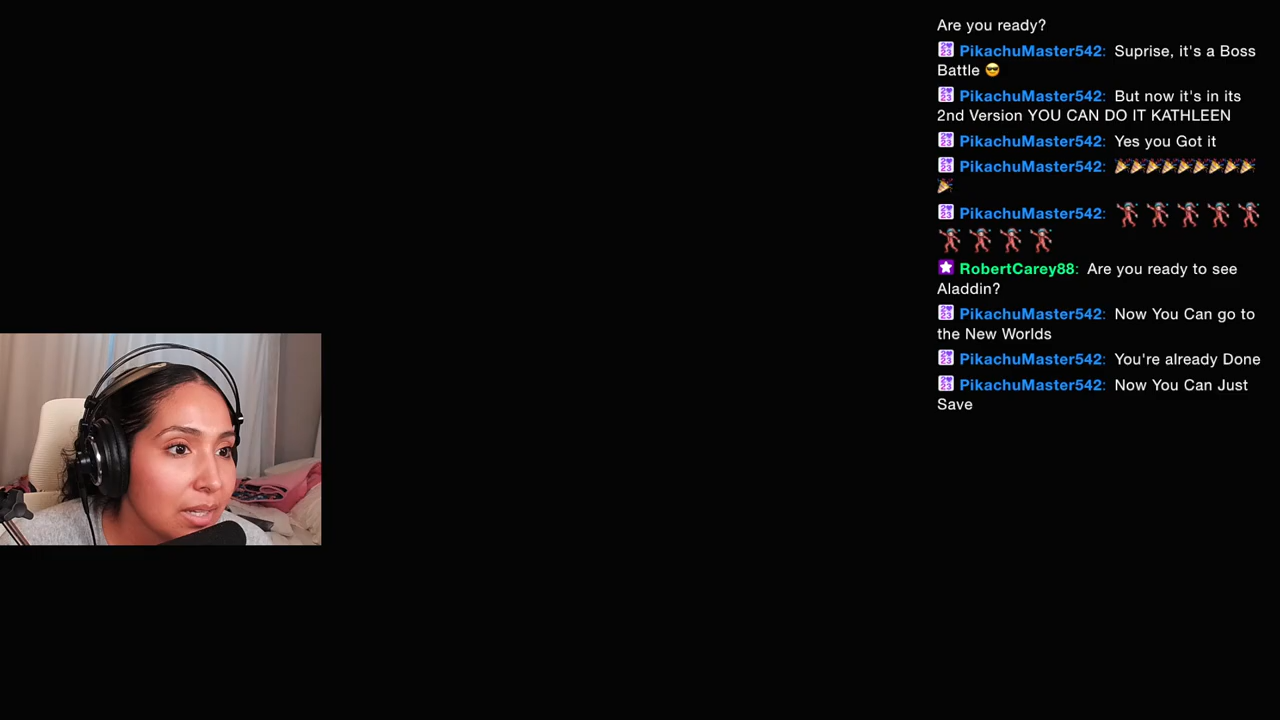 Are you ready?
PikachuMaster542: Suprise, it's a Boss
Battle 😎
PikachuMaster542: But now it's in its
2nd Version YOU CAN DO IT KATHLEEN
PikachuMaster542: Yes you Got it
PikachuMaster542: 🎉🎉🎉🎉🎉🎉🎉🎉🎉
🎉
PikachuMaster542:
RobertCarey88: Are you ready to see
Aladdin?
PikachuMaster542: Now You Can go to
the New Worlds
PikachuMaster542: You're already Done
PikachuMaster542: Now You Can Just
Save